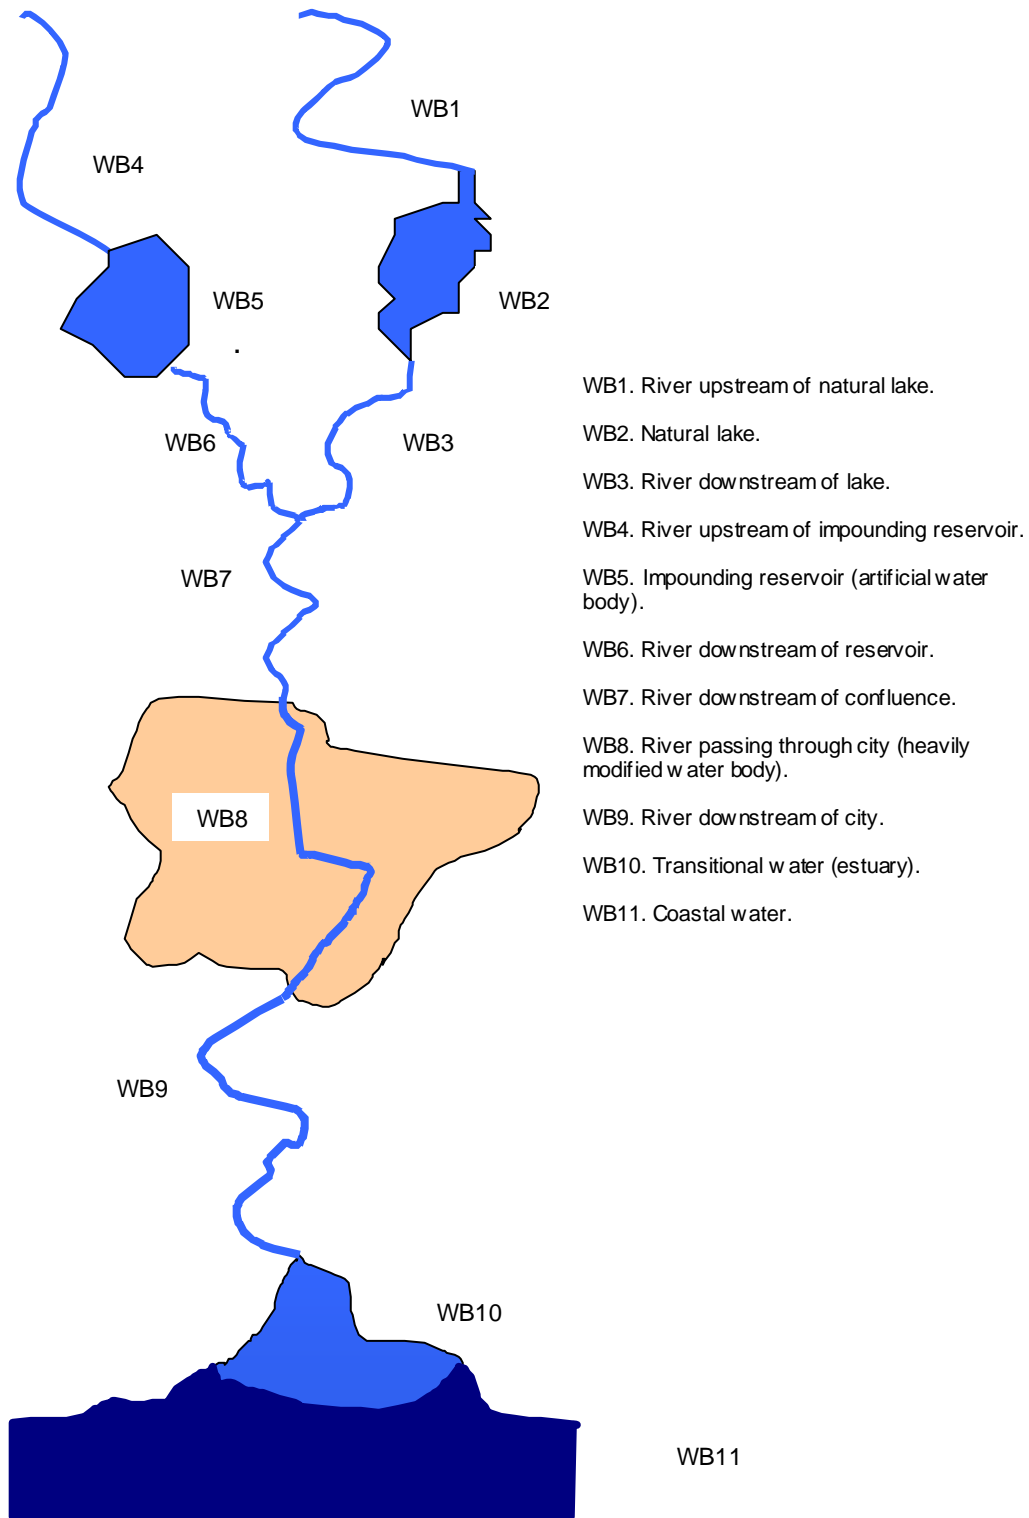 WB1
WB4
WB5
WB2
.
WB6
WB3
WB7
WB8
WB9
WB10
WB11
WB1. River upstream of natural lake.
WB2. Natural lake.
WB3. River downstream of lake.
WB4. River upstream of impounding reservoir.
WB5. Impounding reservoir (artificial water
body).
WB6. River downstream of reservoir.
WB7. River downstream of confluence.
WB8. River passing through city (heavily
modified water body).
WB9. River downstream of city.
WB10. Transitional water (estuary).
WB11. Coastal water.